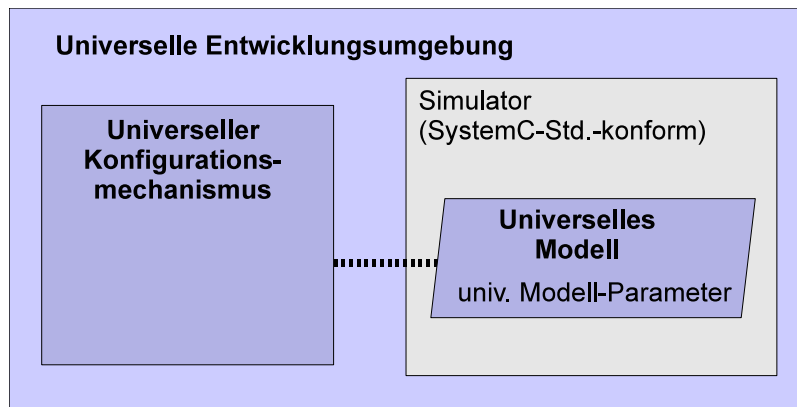 Universelle Entwicklungsumgebung
Universeller
Konfigurations-
mechanismus
Simulator
(SystemC-Std.-konform)
Universelles
Modell
univ. Modell-Parameter